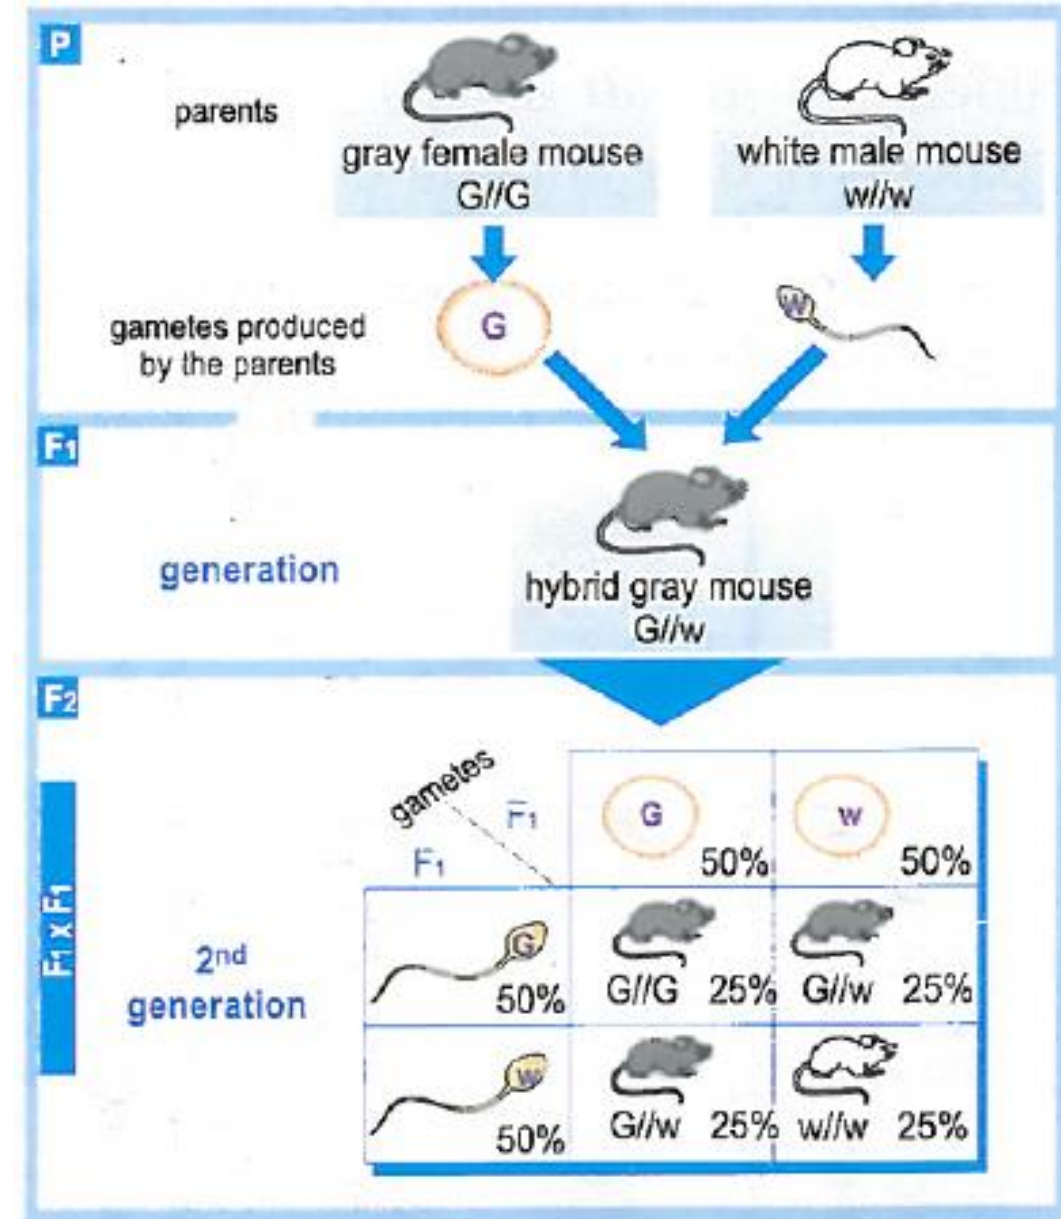 P
parents
gray female mouse
G//G
white male mouse
w//w
gametes produced
by the parents
G
w
F1
generation
hybrid gray mouse
G//w
F2
F1 x F1
2nd
generation
gametes
F1
F1
G
50%
w
50%
G
50%
G//G 25%
G//w 25%
w
50%
G//w 25%
w//w 25%